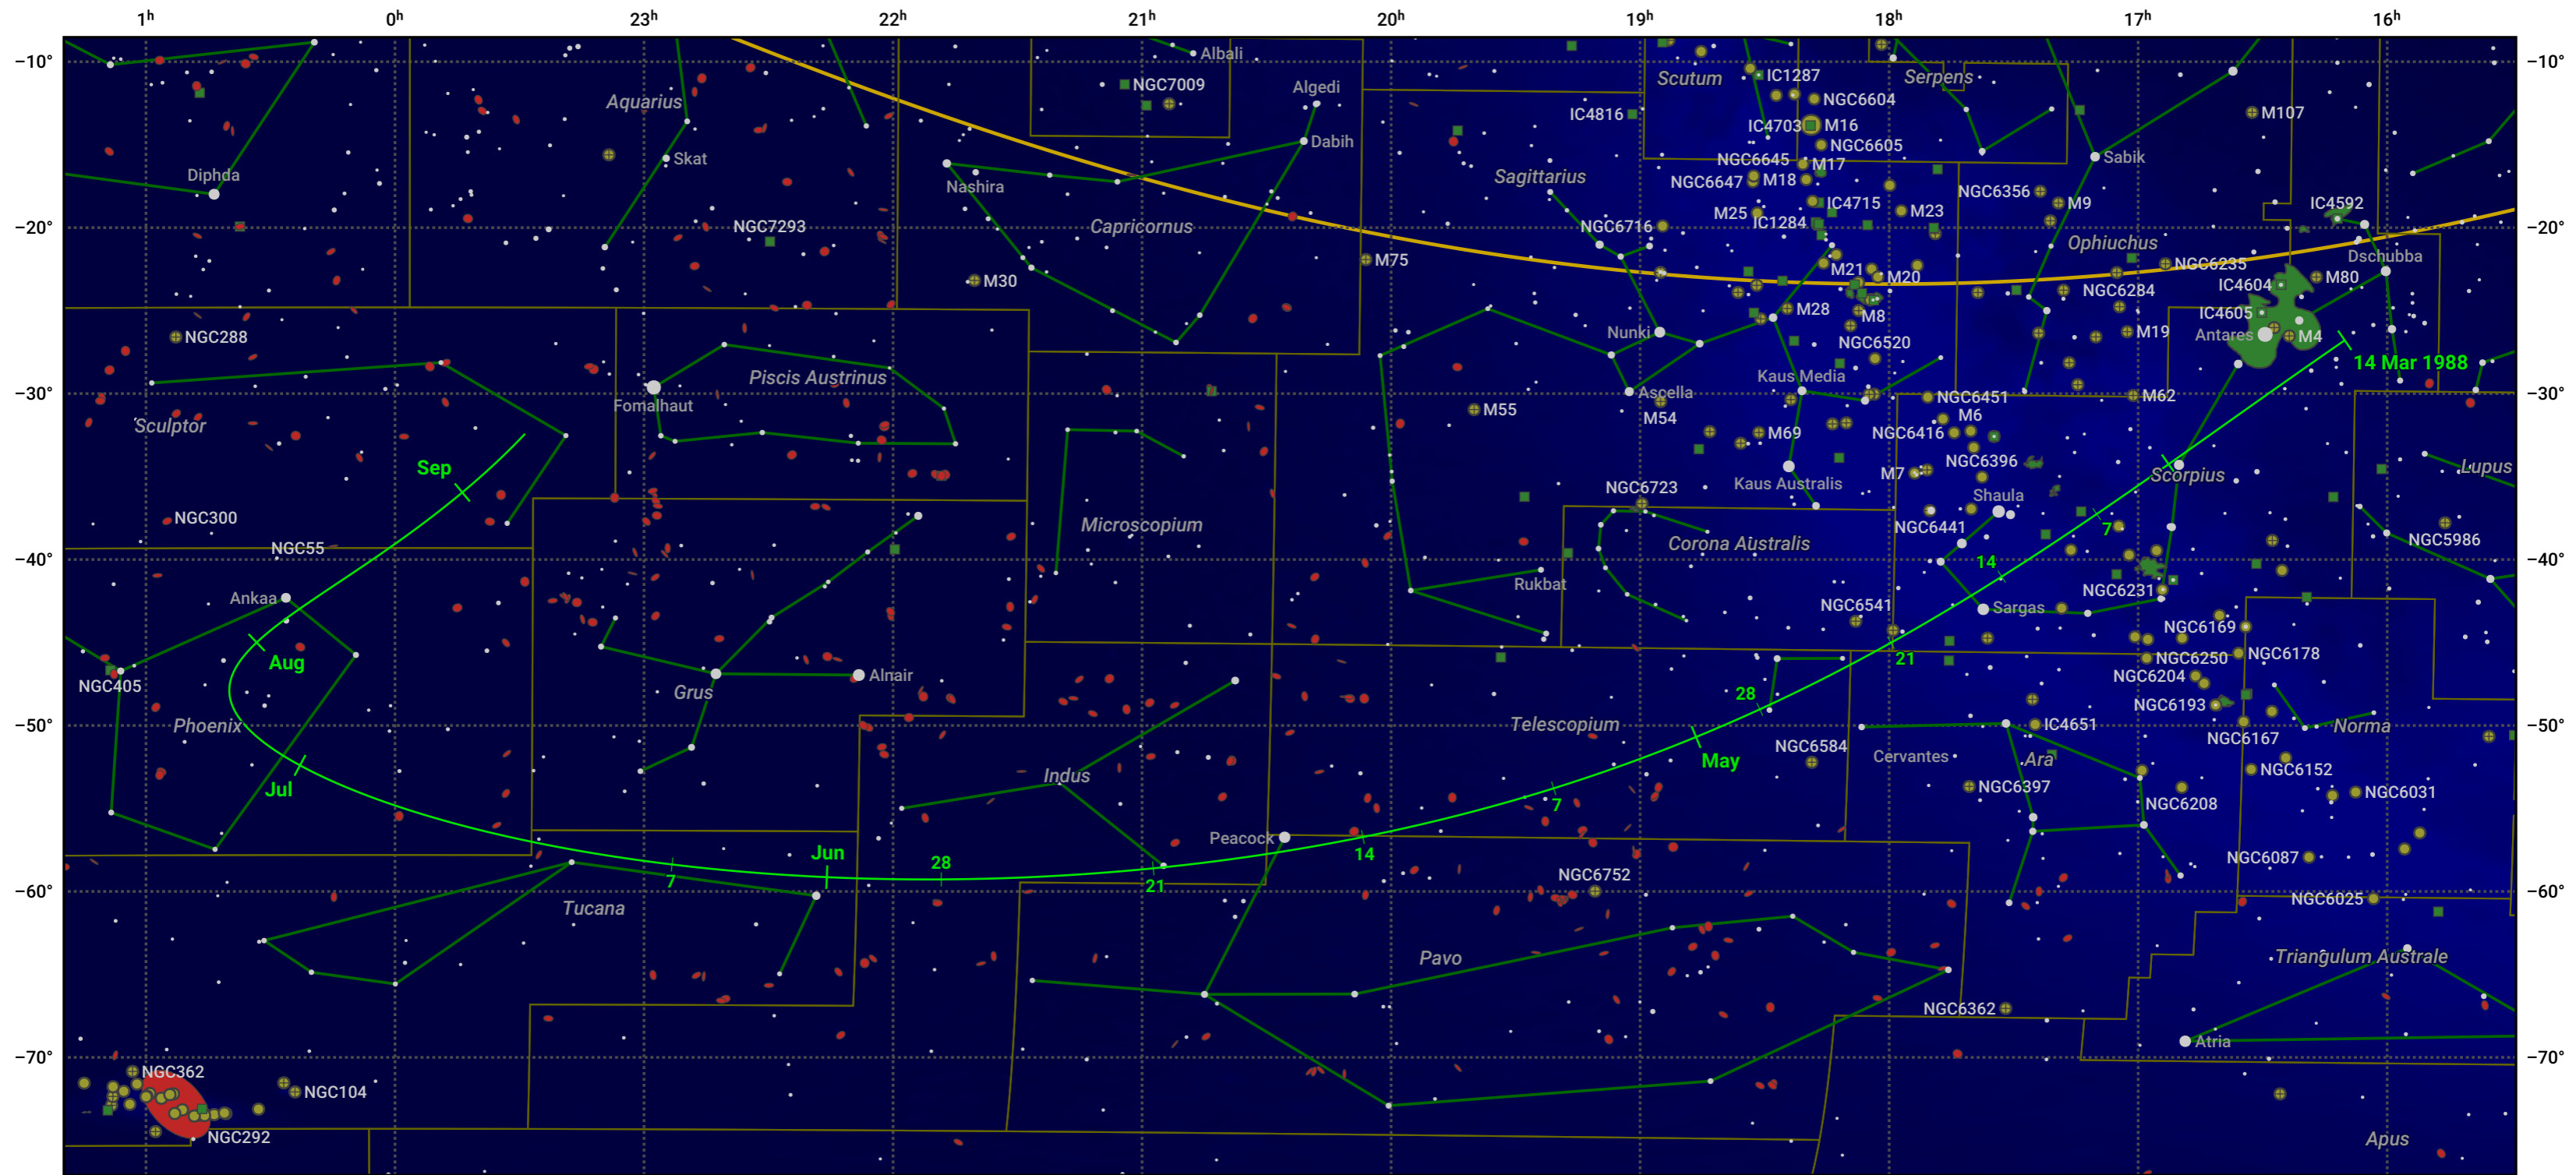 1h 0h 23h 22h 21h 20h 19h 18h 17h 16h
−10° −10°
Albali
Scutum
IC1287
Serpens
NGC7009
Algedi
Aquarius
NGC6604
IC4816
M107
IC4703
M16
Dabih
NGC6605
Skat
NGC6645
M17
Sabik
Diphda
Nashira
Sagittarius
NGC6647
M18
NGC6356
IC4715
M9
IC4592
M25
M23
−20° −20°
NGC7293
Capricornus
NGC6716
IC1284
Ophiuchus
M75
M21
M20
NGC6235
Dschubba
M30
M80
IC4604
NGC6284
M28
M8
IC4605
NGC288
Nunki
M19
Antares
M4
NGC6520
14 Mar 1988
Piscis Austrinus
Kaus Media
−30° −30°
Fomalhaut
Ascella
NGC6451
M62
M55
M54
M6
Sculptor
M69
NGC6416
Sep
NGC6396
Lupus
M7
Scorpius
Kaus Australis
NGC6723
Shaula
NGC300
Microscopium
NGC6441
7
NGC55
Corona Australis
NGC5986
−40° −40°
14
Rukbat
Ankaa
NGC6231
NGC6541
Sargas
NGC6169
Aug
21
NGC6250
NGC6178
NGC405
Alnair
NGC6204
Grus
28
NGC6193
−50° −50°
Phoenix
Telescopium
IC4651
Norma
NGC6167
NGC6584
Cervantes
Ara
May
Indus
NGC6152
Jul
NGC6397
NGC6031
7
NGC6208
Peacock
Jun
14
NGC6087
28
7
21
NGC6752
−60° −60°
NGC6025
Tucana
Pavo
Triangulum Australe
NGC6362
Atria
−70° −70°
NGC362
NGC104
NGC292
Apus